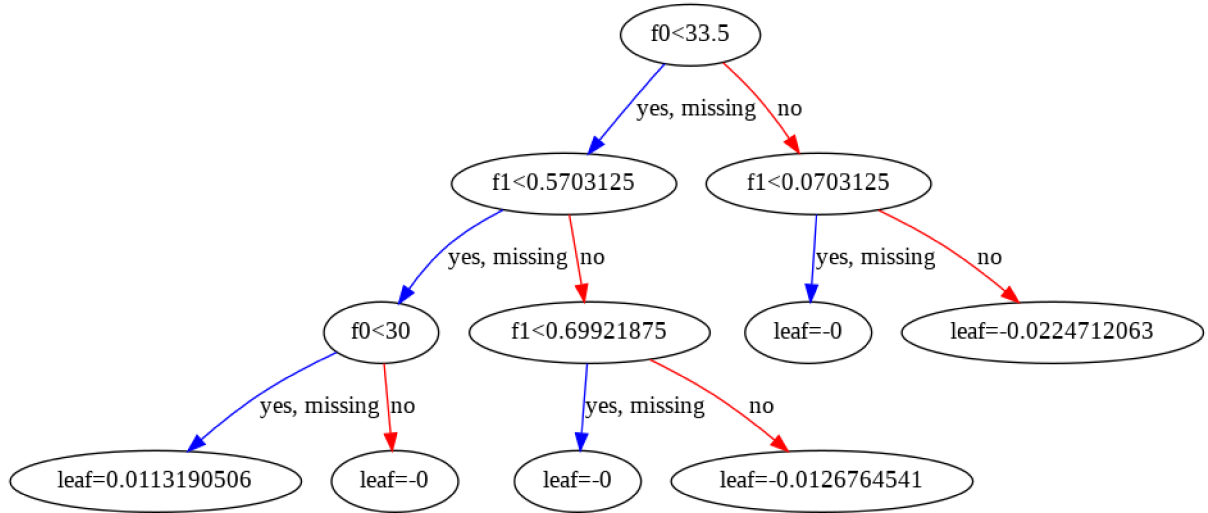 f0<33.5
yes, missing
no
f1<0.5703125
f1<0.0703125
yes, missing
no
yes, missing
no
f0<30
f1<0.69921875
leaf=-0
leaf=-0.0224712063
yes, missing
no
yes, missing
no
leaf=0.0113190506
leaf=-0
leaf=-0
leaf=-0.0126764541